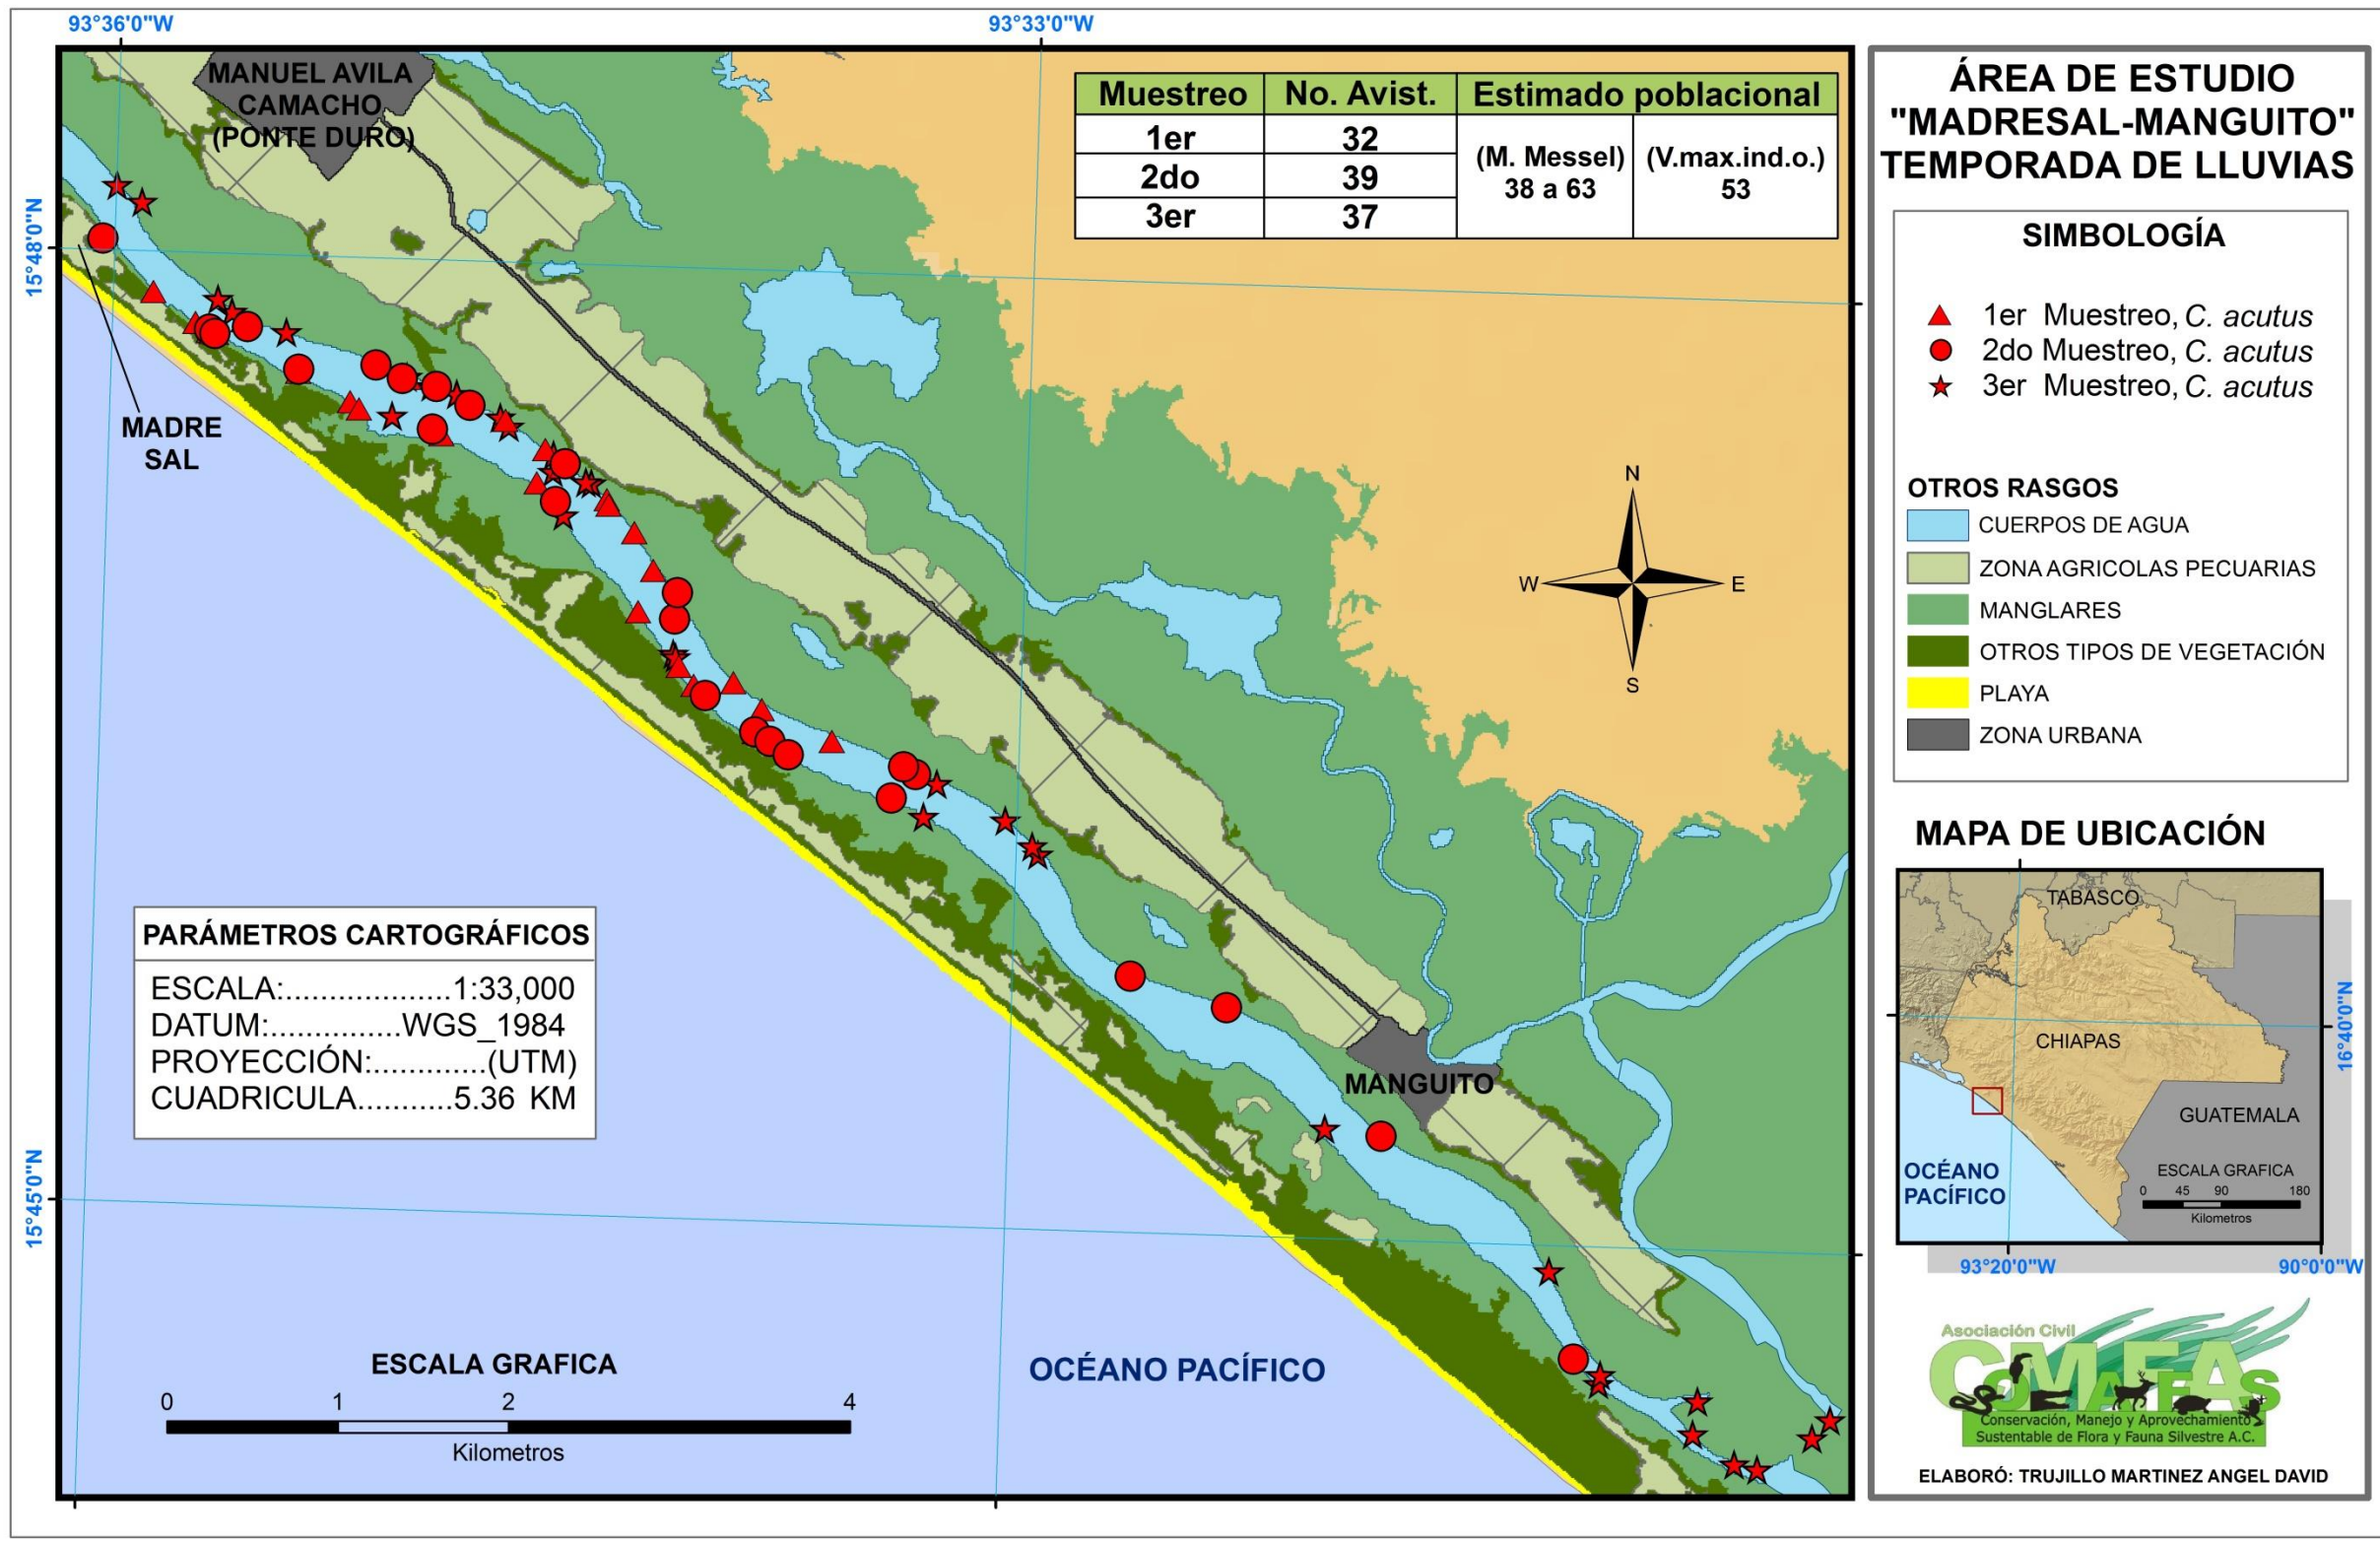 93°36'0"W
93°33'0"W
15°48'0"N
15°45'0"N
MANUEL AVILA
CAMACHO
(PONTE DURO)
Muestreo No. Avist. Estimado poblacional
1er 32
2do 39
3er 37
(M. Messel)
38 a 63
(V.max.ind.o.)
53
MADRE
SAL
N
W
E
S
MANGUITO
PARÁMETROS CARTOGRÁFICOS
ESCALA:...................1:33,000
DATUM:...............WGS_1984
PROYECCIÓN:.............(UTM)
CUADRICULA...........5.36 KM
ESCALA GRAFICA
0 1 2 4
Kilometros
OCÉANO PACÍFICO
ÁREA DE ESTUDIO
"MADRESAL-MANGUITO"
TEMPORADA DE LLUVIAS
SIMBOLOGÍA
1er Muestreo, C. acutus
2do Muestreo, C. acutus
3er Muestreo, C. acutus
OTROS RASGOS
CUERPOS DE AGUA
ZONA AGRICOLAS PECUARIAS
MANGLARES
OTROS TIPOS DE VEGETACIÓN
PLAYA
ZONA URBANA
MAPA DE UBICACIÓN
TABASCO
CHIAPAS
GUATEMALA
OCÉANO
PACÍFICO
ESCALA GRAFICA
0 45 90 180
Kilometros
16°40'0"N
93°20'0"W
90°0'0"W
Asociación Civil
COMAFFAS
Conservación, Manejo y Aprovechamiento
Sustentable de Flora y Fauna Silvestre A.C.
ELABORÓ: TRUJILLO MARTINEZ ANGEL DAVID